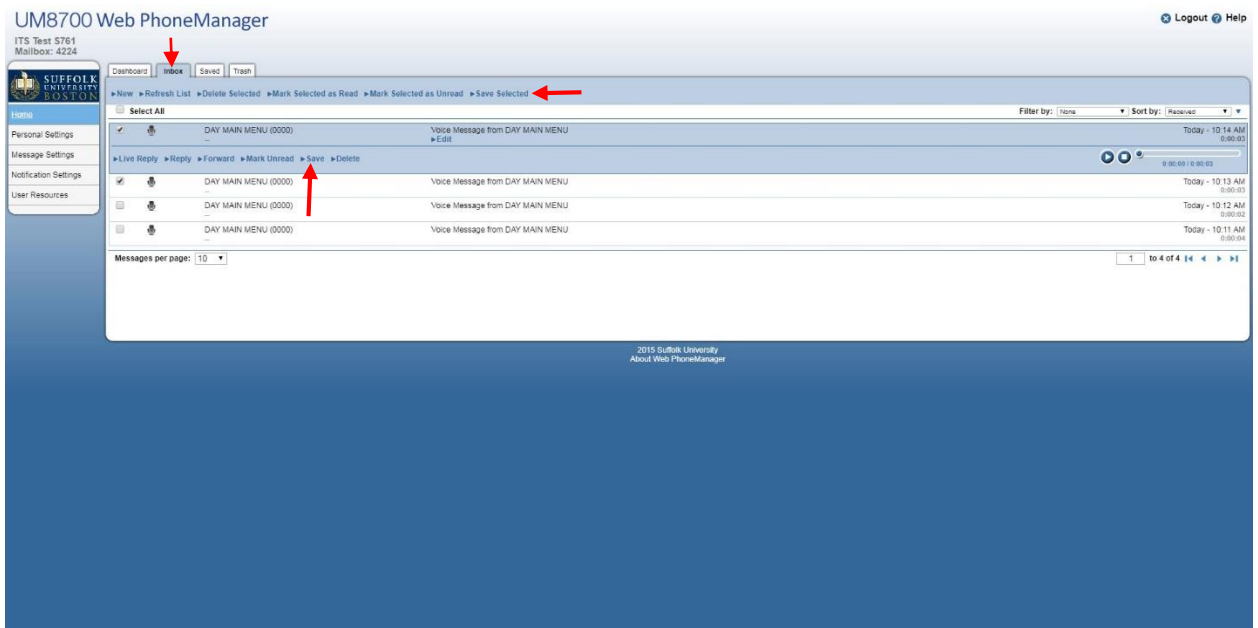 UM8700 Web PhoneManager
Logout Help
ITS Test S761
Mailbox: 4224
SUFFOLK
UNIVERSITY
BOSTON
Dashboard Inbox Saved Trash
►New ►Refresh List ►Delete Selected ►Mark Selected as Read ►Mark Selected as Unread ►Save Selected
Home
Personal Settings
Message Settings
Notification Settings
User Resources
Select All Filter by: None Sort by: Received
DAY MAIN MENU (0000) Voice Message from DAY MAIN MENU Today - 10:14 AM
-- ►Edit 0:00:03
►Live Reply ►Reply ►Forward ►Mark Unread ►Save ►Delete 0:00:00 / 0:00:03
DAY MAIN MENU (0000) Voice Message from DAY MAIN MENU Today - 10:13 AM
-- 0:00:03
DAY MAIN MENU (0000) Voice Message from DAY MAIN MENU Today - 10:12 AM
-- 0:00:02
DAY MAIN MENU (0000) Voice Message from DAY MAIN MENU Today - 10:11 AM
-- 0:00:04
Messages per page: 10 1 to 4 of 4
2015 Suffolk University
About Web PhoneManager